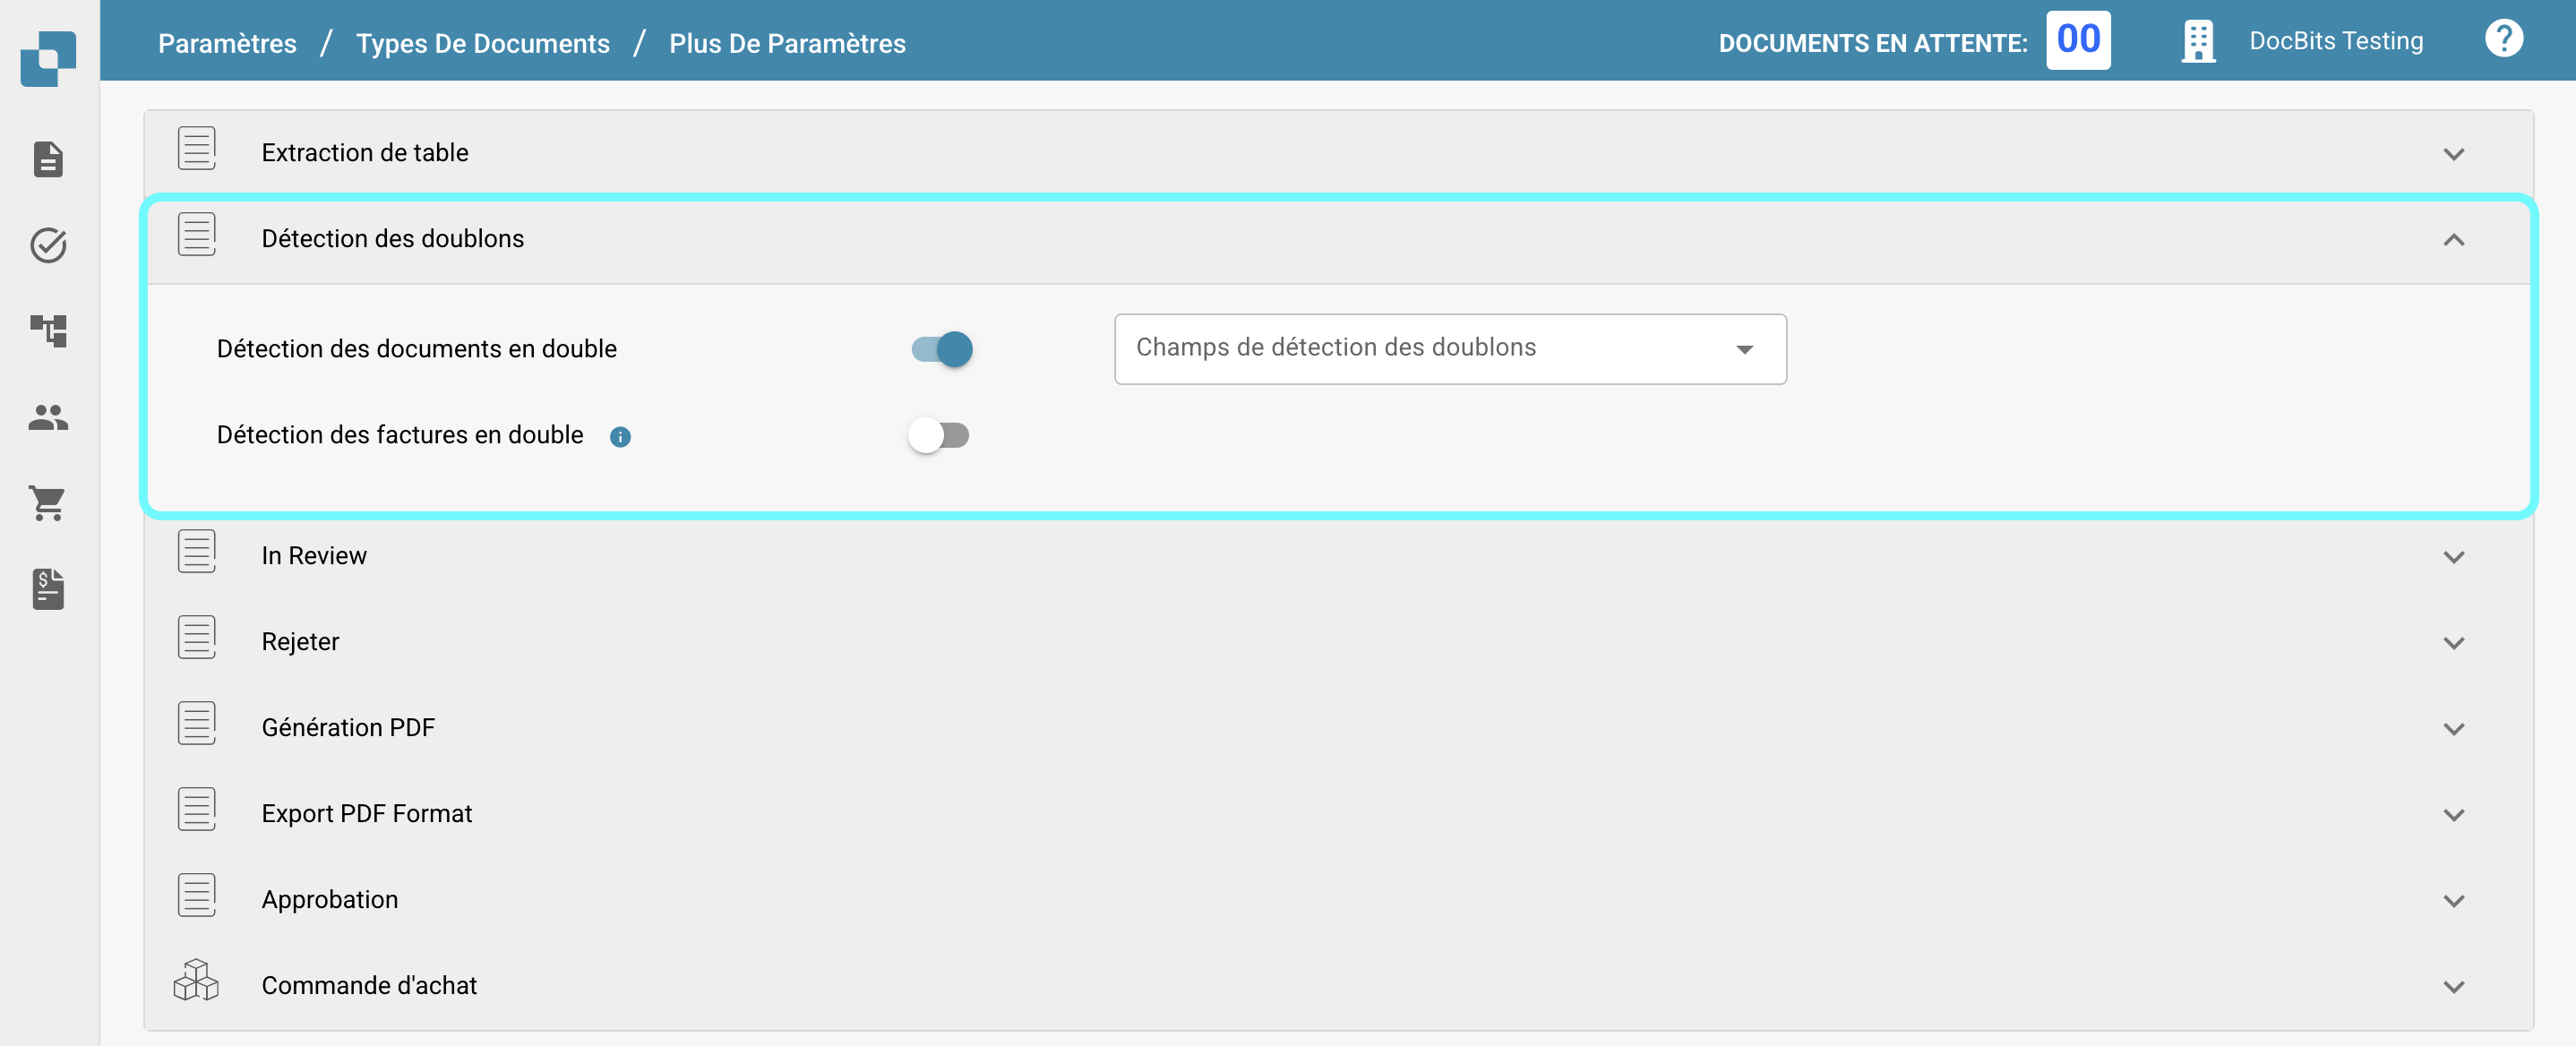 Paramètres / Types De Documents / Plus De Paramètres
DOCUMENTS EN ATTENTE: 00 DocBits Testing ?
Extraction de table
Détection des doublons
Détection des documents en double Champs de détection des doublons
Détection des factures en double i
In Review
Rejeter
Génération PDF
Export PDF Format
Approbation
Commande d'achat